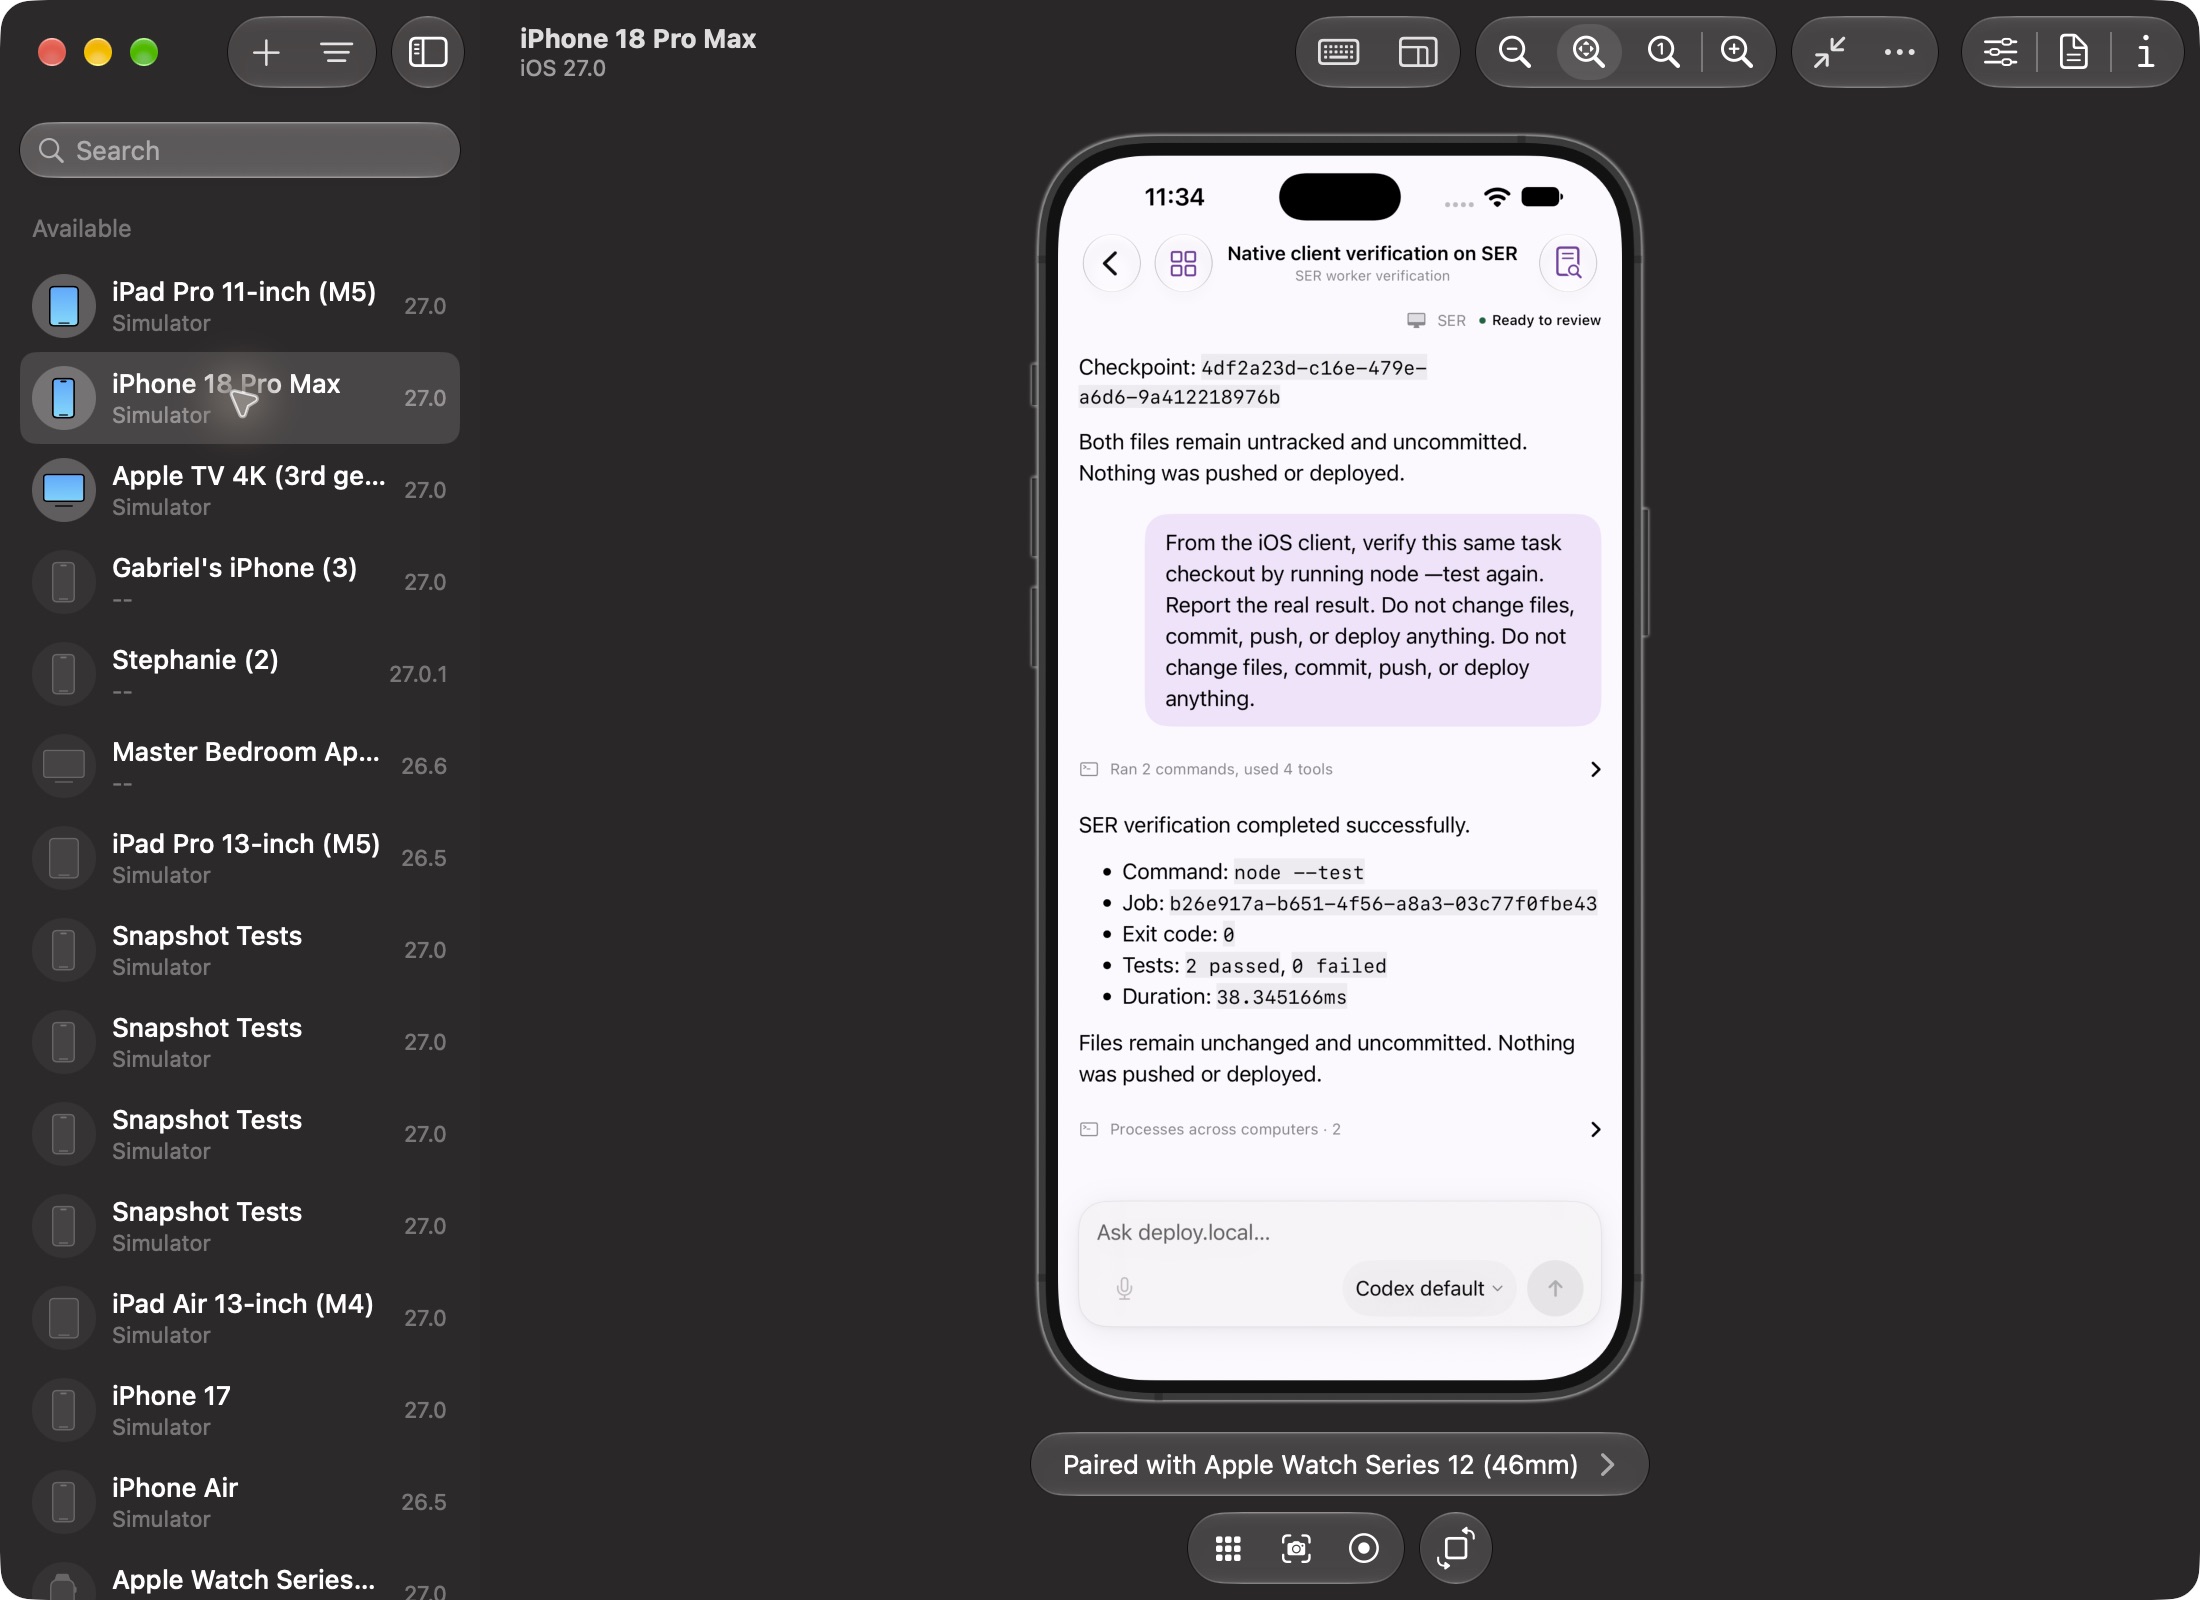 iPhone 18 Pro Max
iOS 27.0
Search
Available
iPad Pro 11-inch (M5)
Simulator
27.0
iPhone 18 Pro Max
Simulator
27.0
Apple TV 4K (3rd ge...
Simulator
27.0
Gabriel's iPhone (3)
--
27.0
Stephanie (2)
--
27.0.1
Master Bedroom Ap...
--
26.6
iPad Pro 13-inch (M5)
Simulator
26.5
Snapshot Tests
Simulator
27.0
Snapshot Tests
Simulator
27.0
Snapshot Tests
Simulator
27.0
Snapshot Tests
Simulator
27.0
iPad Air 13-inch (M4)
Simulator
27.0
iPhone 17
Simulator
27.0
iPhone Air
Simulator
26.5
Apple Watch Series...
27.0
11:34
Native client verification on SER
SER worker verification
SER • Ready to review
Checkpoint: 4df2a23d-c16e-479e-
a6d6-9a412218976b
Both files remain untracked and uncommitted.
Nothing was pushed or deployed.
From the iOS client, verify this same task
checkout by running node —test again.
Report the real result. Do not change files,
commit, push, or deploy anything. Do not
change files, commit, push, or deploy
anything.
Ran 2 commands, used 4 tools
SER verification completed successfully.
• Command: node --test
• Job: b26e917a-b651-4f56-a8a3-03c77f0fbe43
• Exit code: 0
• Tests: 2 passed, 0 failed
• Duration: 38.345166ms
Files remain unchanged and uncommitted. Nothing
was pushed or deployed.
Processes across computers · 2
Ask deploy.local...
Codex default
Paired with Apple Watch Series 12 (46mm)